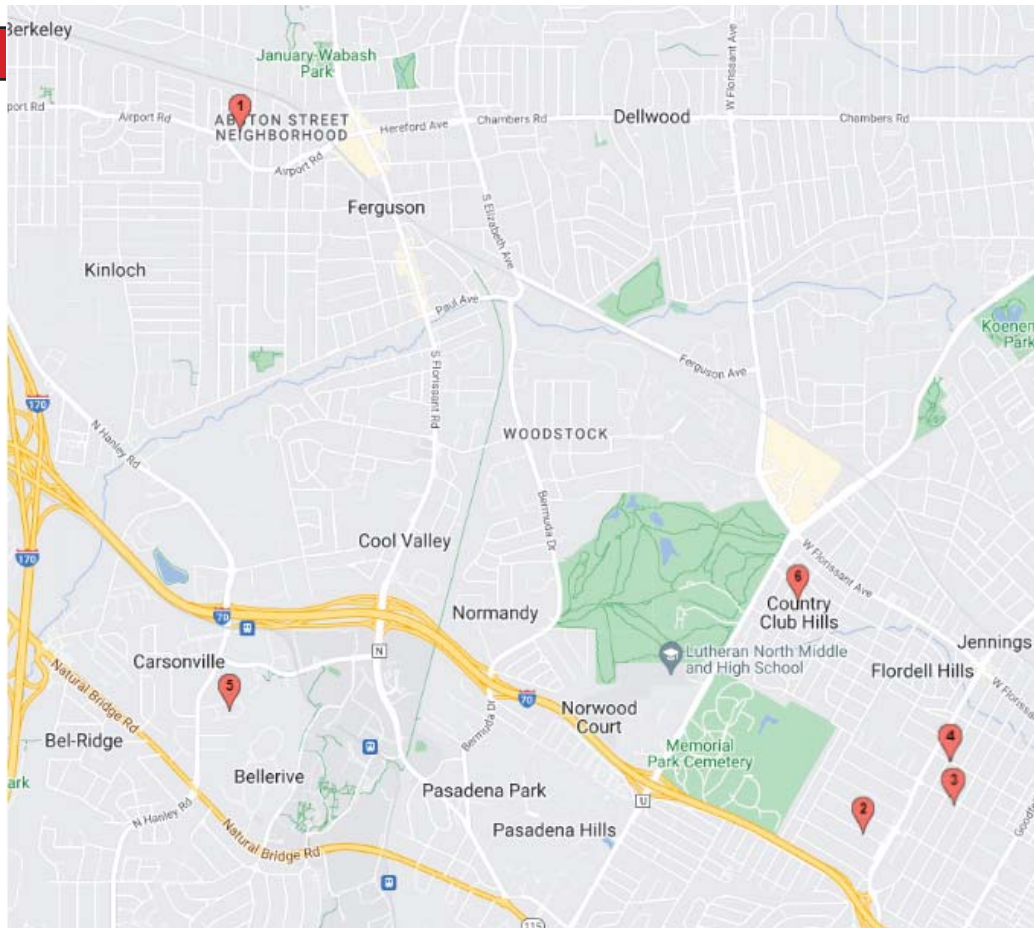 Berkeley
January-Wabash
Park
W Florissant Ave
port Rd
Airport Rd
1
STREET
NEIGHBORHOOD
Hereford Ave
Chambers Rd
Dellwood
Chambers Rd
Airport Rd
Ferguson
S Elizabeth Ave
Kinloch
Paul Ave
Koenen
Park
Ferguson Ave
S Florissant Rd
170
N Hanley Rd
WOODSTOCK
Bermuda Dr
170
Cool Valley
W Florissant Ave
6
Country
Club Hills
70
Normandy
Jennings
Carsonville
N
Lutheran North Middle
and High School
Flordell Hills
5
Natural Bridge Rd
70
W Florissa
Norwood
Court
Bermuda Dr
Bel-Ridge
4
Memorial
Park Cemetery
ark
Bellerive
3
Pasadena Park
U
2
N Hanley Rd
Pasadena Hills
Natural Bridge Rd
Goodf
115